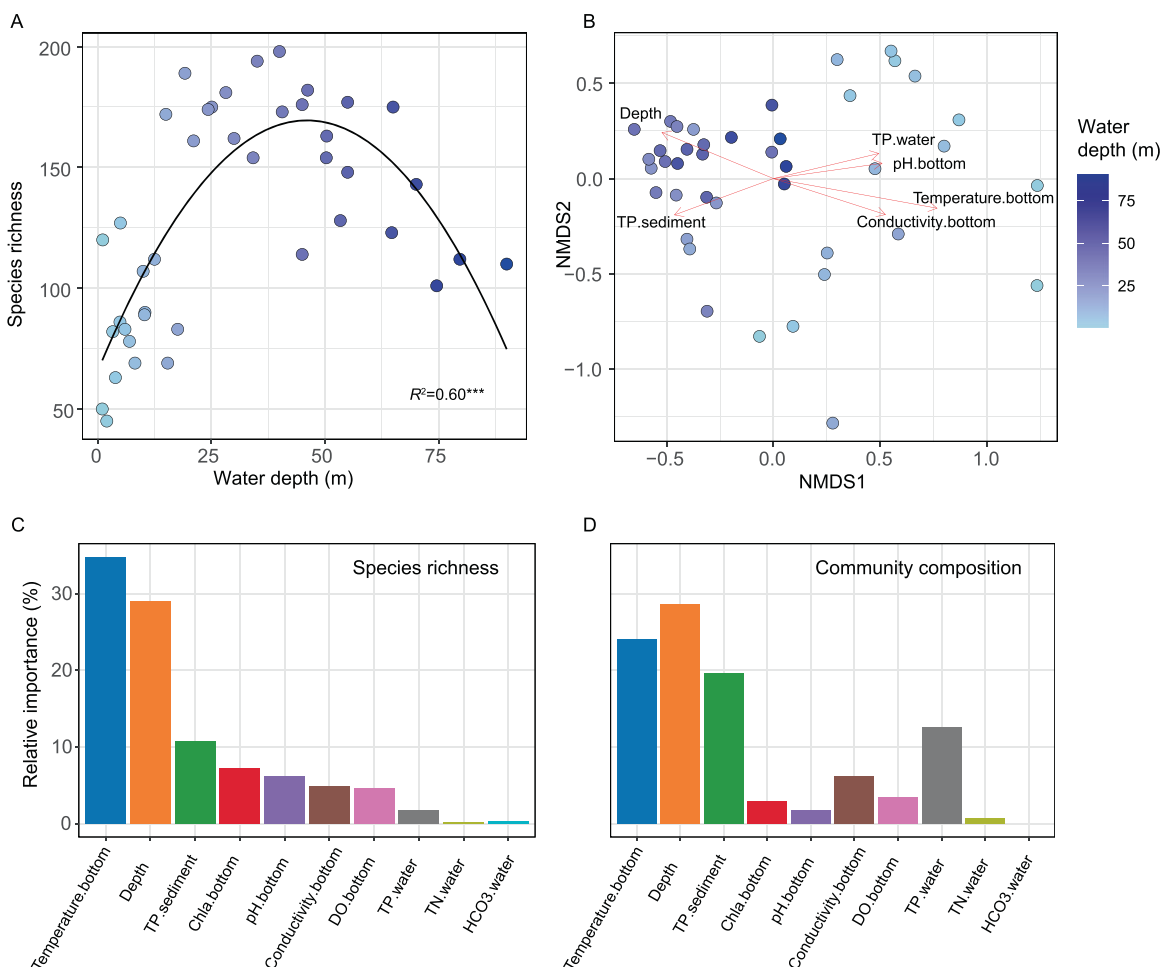 A
Species richness
200
150
100
50
R²=0.60***
0
25
50
75
Water depth (m)
B
NMDS2
0.5
0.0
−0.5
−1.0
Depth
TP.water
pH.bottom
Temperature.bottom
TP.sediment
Conductivity.bottom
−0.5
0.0
0.5
1.0
NMDS1
Water
depth (m)
75
50
25
C
Relative importance (%)
Species richness
30
20
10
0
Temperature.bottom
Depth
TP.sediment
Chla.bottom
pH.bottom
Conductivity.bottom
DO.bottom
TP.water
TN.water
HCO3.water
D
Community composition
Temperature.bottom
Depth
TP.sediment
Chla.bottom
pH.bottom
Conductivity.bottom
DO.bottom
TP.water
TN.water
HCO3.water